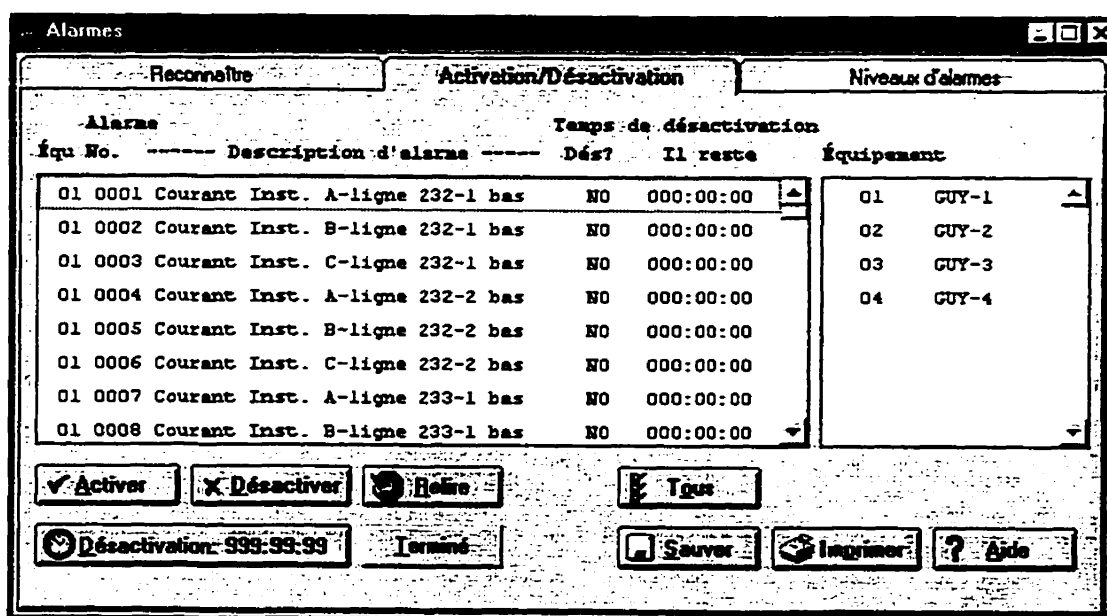 Alarmes
Reconnaître
Activation/Désactivation
Niveaux d'alarmes
Alarme
Temps de désactivation
Équ No. ------ Description d'alarme ----- Dés? Il reste
Équipement
01 0001 Courant Inst. A-ligne 232-1 bas NO 000:00:00
01 0002 Courant Inst. B-ligne 232-1 bas NO 000:00:00
01 0003 Courant Inst. C-ligne 232-1 bas NO 000:00:00
01 0004 Courant Inst. A-ligne 232-2 bas NO 000:00:00
01 0005 Courant Inst. B-ligne 232-2 bas NO 000:00:00
01 0006 Courant Inst. C-ligne 232-2 bas NO 000:00:00
01 0007 Courant Inst. A-ligne 233-1 bas NO 000:00:00
01 0008 Courant Inst. B-ligne 233-1 bas NO 000:00:00
01 GUY-1
02 GUY-2
03 GUY-3
04 GUY-4
Activer
Désactiver
Relire
Tous
Désactivation: 999:99:99
Terminé
Sauver
Imprimer
Aide